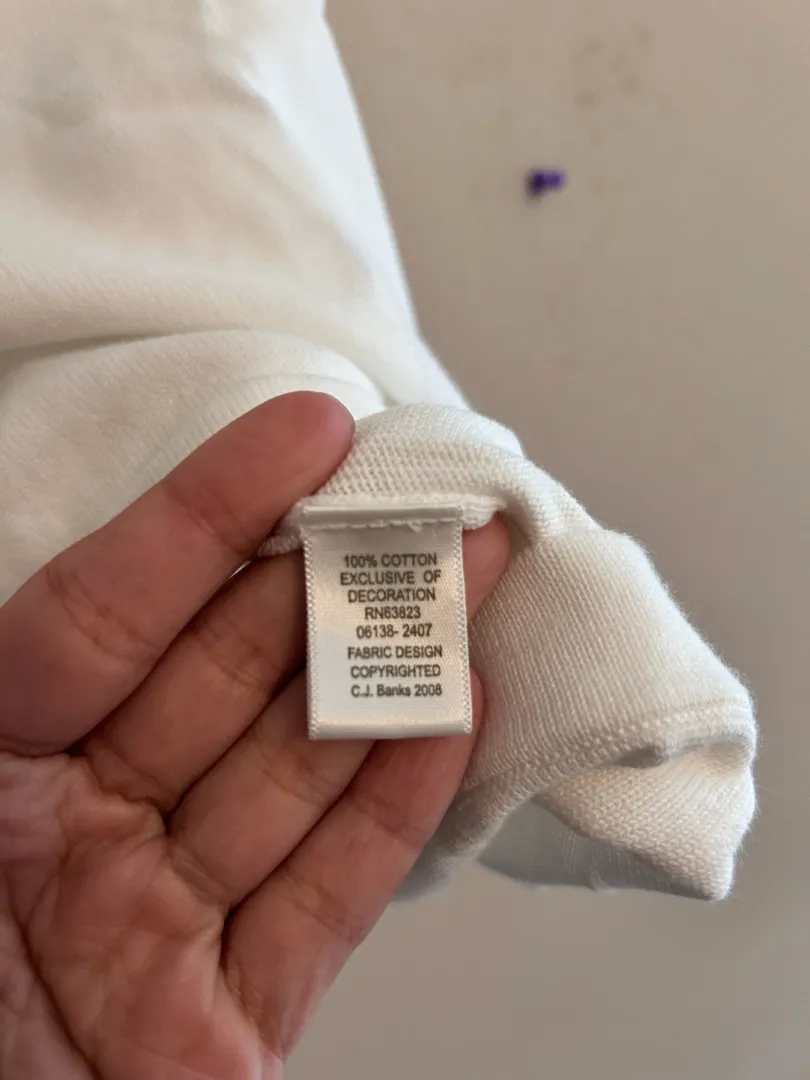 100% COTTON
EXCLUSIVE OF
DECORATION
RN63823
06138- 2407
FABRIC DESIGN
COPYRIGHTED
C.J. Banks 2008